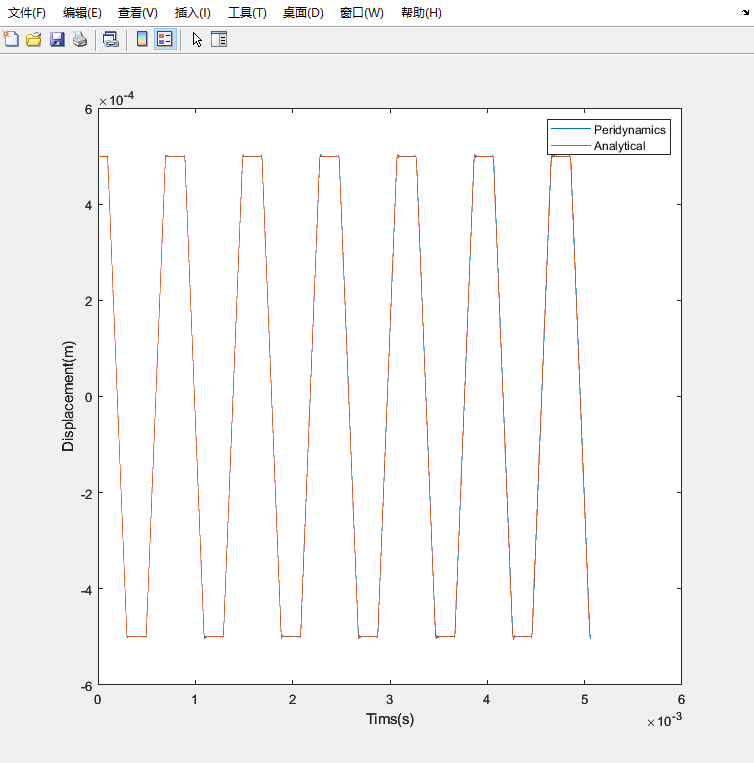 文件(F) 编辑(E) 查看(V) 插入(I) 工具(T) 桌面(D) 窗口(W) 帮助(H)
×10-4
6
Peridynamics
Analytical
4
2
0
-2
-4
-6
Displacement(m)
0 1 2 3 4 5 6
Tims(s)
×10-3